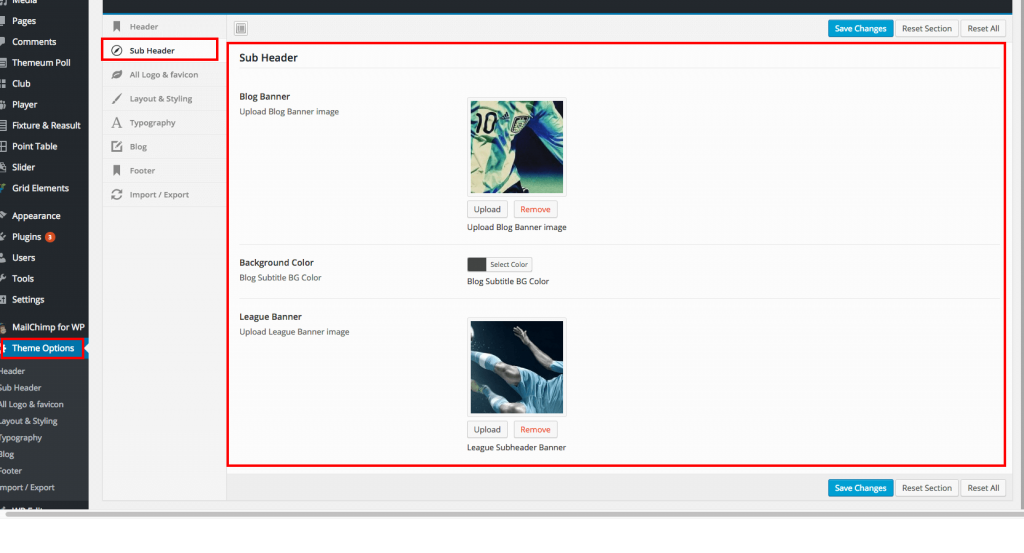 Media
Pages
Comments
Themeum Poll
Club
Player
Fixture & Reasult
Point Table
Slider
Grid Elements
Appearance
Plugins 3
Users
Tools
Settings
MailChimp for WP
Theme Options
Header
Sub Header
All Logo & favicon
Layout & Styling
Typography
Blog
Footer
Import / Export
Header
Sub Header
All Logo & favicon
Layout & Styling
Typography
Blog
Footer
Import / Export
Save Changes Reset Section Reset All
Sub Header
Blog Banner
Upload Blog Banner image
10
Upload Remove
Upload Blog Banner image
Background Color
Blog Subtitle BG Color
Select Color
Blog Subtitle BG Color
League Banner
Upload League Banner image
Upload Remove
League Subheader Banner
Save Changes Reset Section Reset All